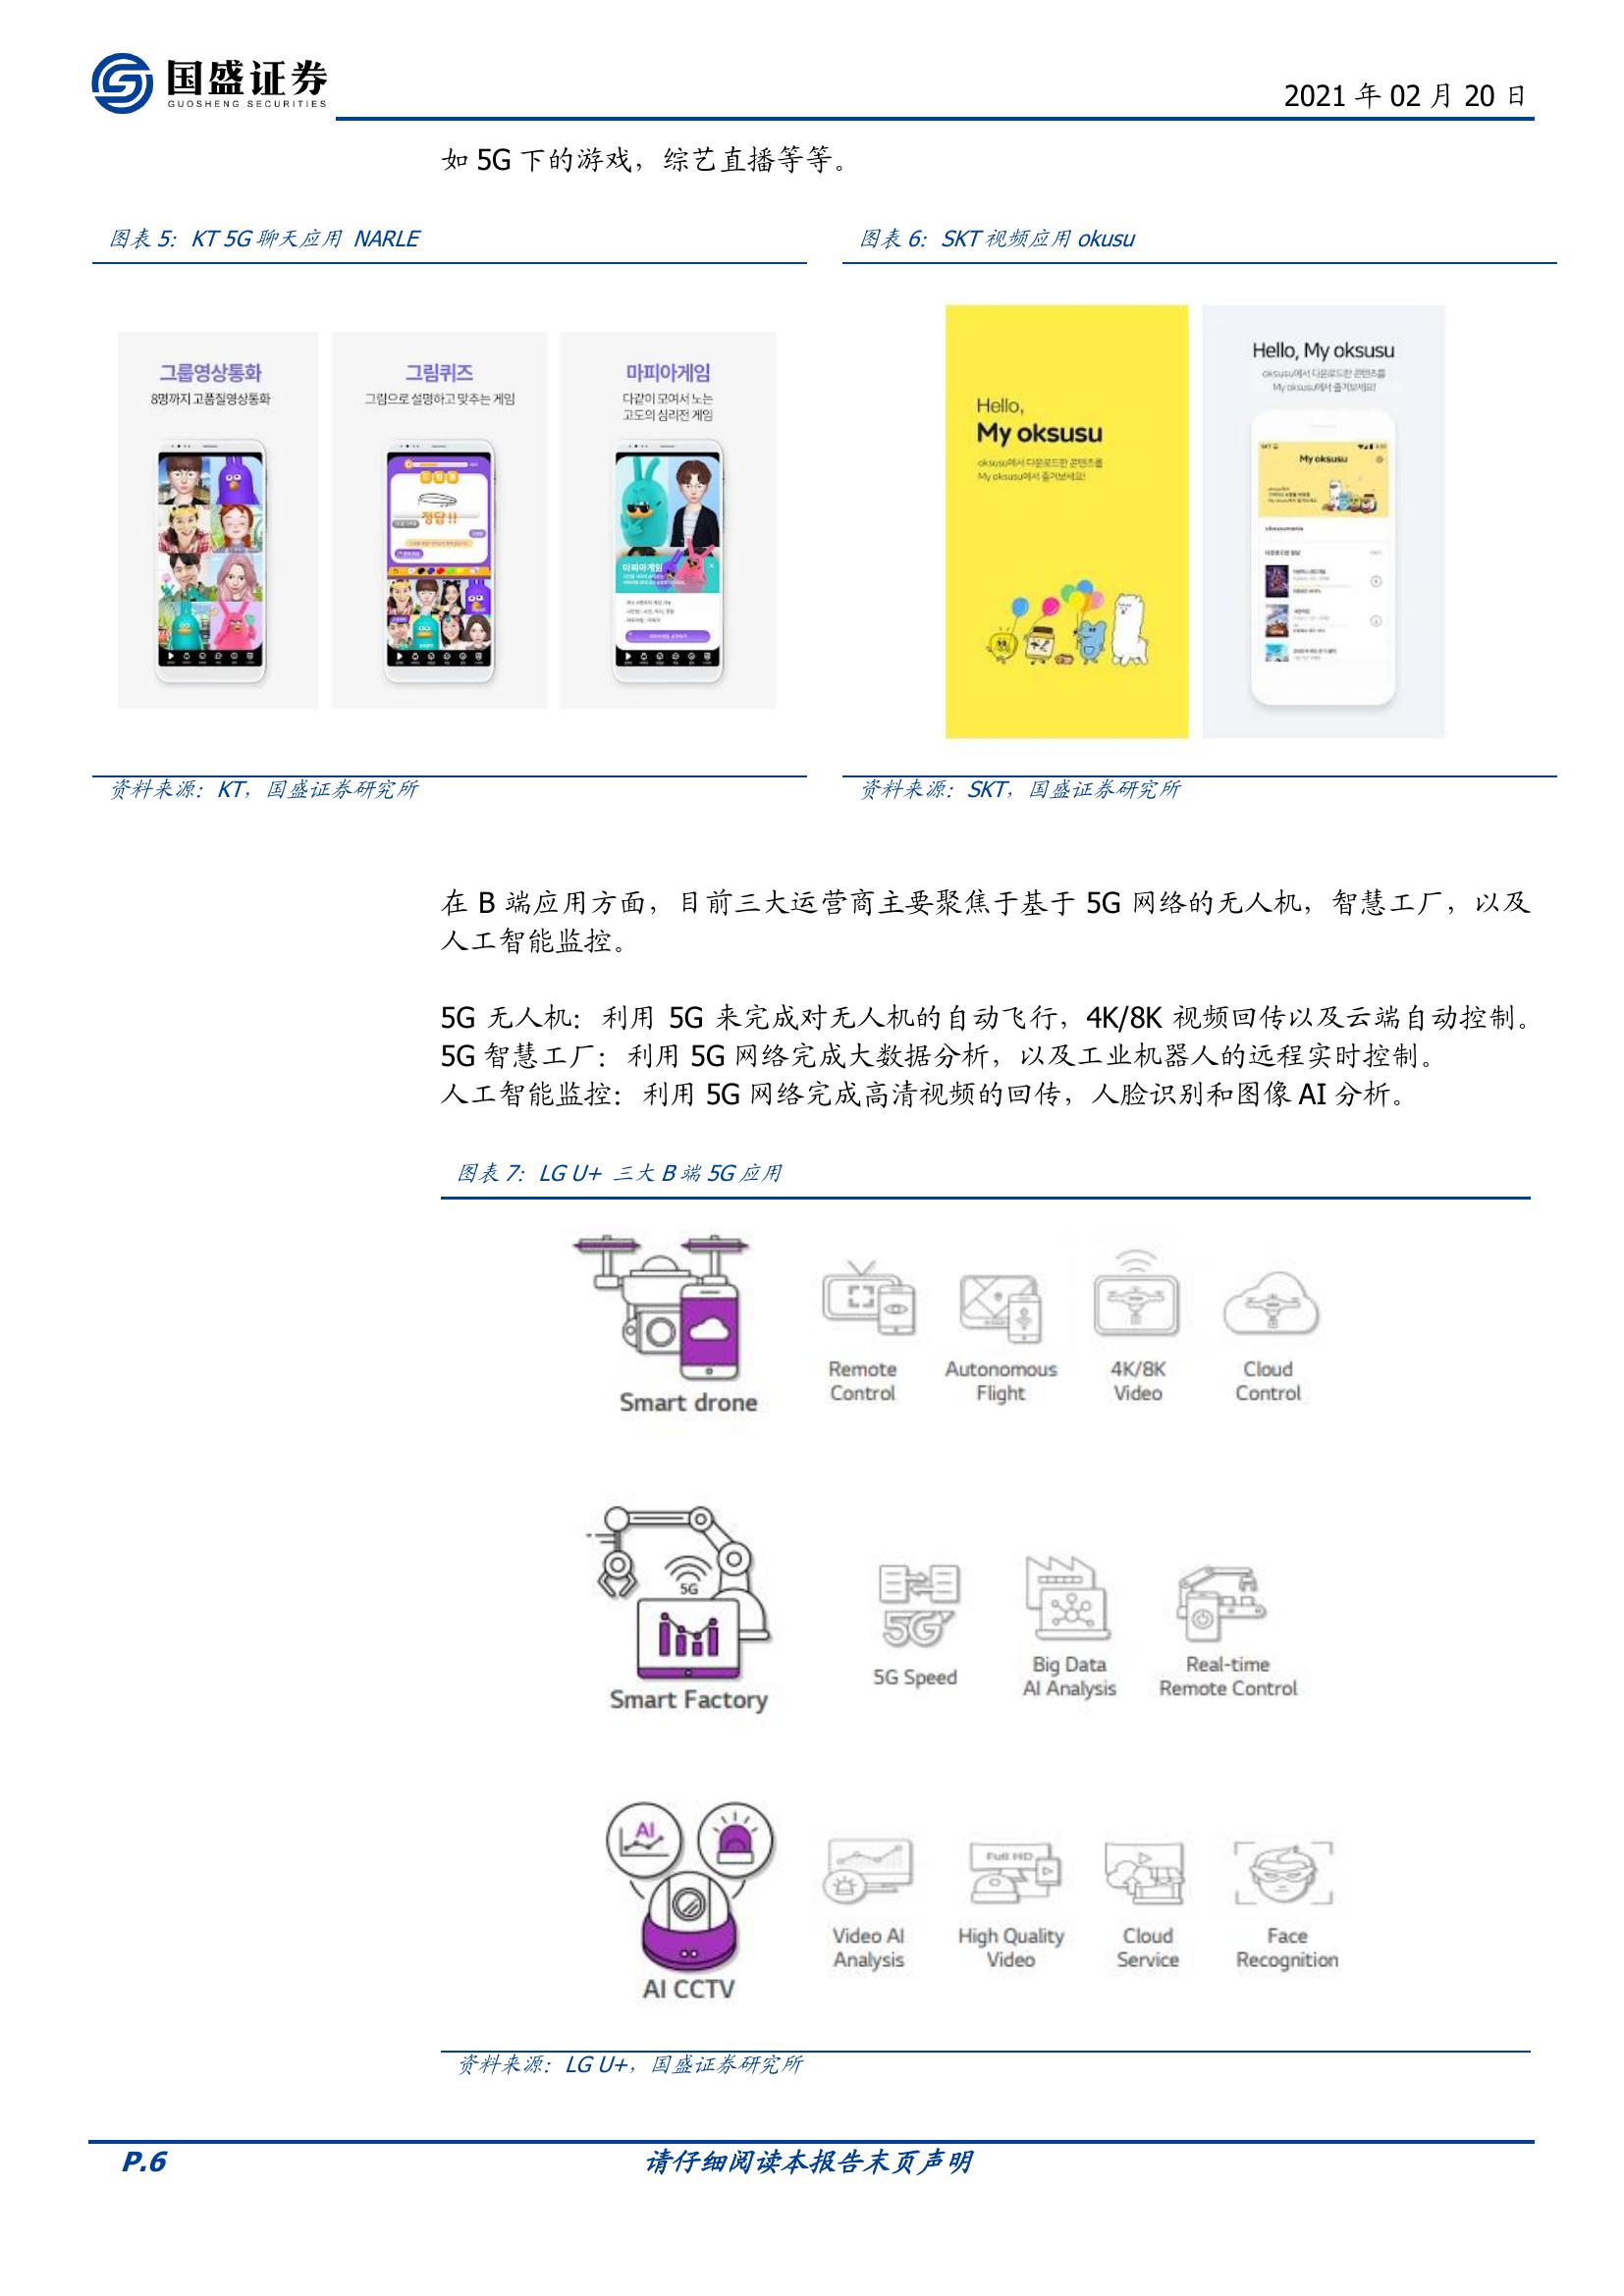 国盛证券
GUOSHENG SECURITIES
2021 年 02 月 20 日
如 5G 下的游戏，综艺直播等等。
图表 5：KT 5G 聊天应用 NARLE
图表 6：SKT 视频应用 okusu
그룹영상통화
8명까지 고품질영상통화
그림퀴즈
그림으로 설명하고 맞추는 게임
정답 !!
마피아게임
다같이 모여서 노는
고도의 심리전 게임
마피아게임
Hello,
My oksusu
oksusu에서 다운로드한 콘텐츠를
My oksusu에서 즐겨보세요!
Hello, My oksusu
oksusu에서 다운로드한 콘텐츠를
My oksusu에서 즐겨보세요!
My oksusu
资料来源：KT，国盛证券研究所
资料来源：SKT，国盛证券研究所
在 B 端应用方面，目前三大运营商主要聚焦于基于 5G 网络的无人机，智慧工厂，以及
人工智能监控。
5G 无人机：利用 5G 来完成对无人机的自动飞行，4K/8K 视频回传以及云端自动控制。
5G 智慧工厂：利用 5G 网络完成大数据分析，以及工业机器人的远程实时控制。
人工智能监控：利用 5G 网络完成高清视频的回传，人脸识别和图像 AI 分析。
图表 7：LG U+ 三大 B 端 5G 应用
Smart drone
Remote
Control
Autonomous
Flight
4K/8K
Video
Cloud
Control
5G
Smart Factory
5G
5G Speed
Big Data
AI Analysis
Real-time
Remote Control
AI
AI CCTV
Video AI
Analysis
Full HD
High Quality
Video
Cloud
Service
Face
Recognition
资料来源：LG U+，国盛证券研究所
P.6
请仔细阅读本报告末页声明